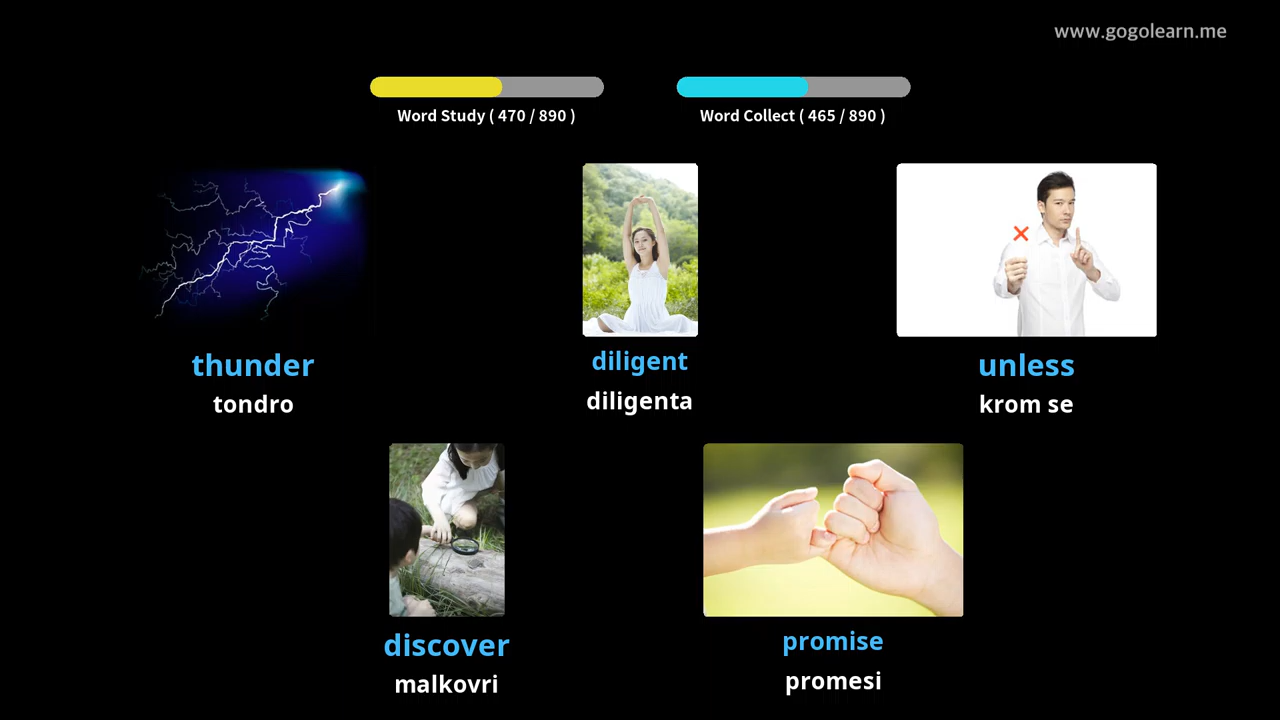 www.gogolearn.me
Word Study ( 470 / 890 )
Word Collect ( 465 / 890 )
thunder
tondro
diligent
diligenta
unless
krom se
discover
malkovri
promise
promesi